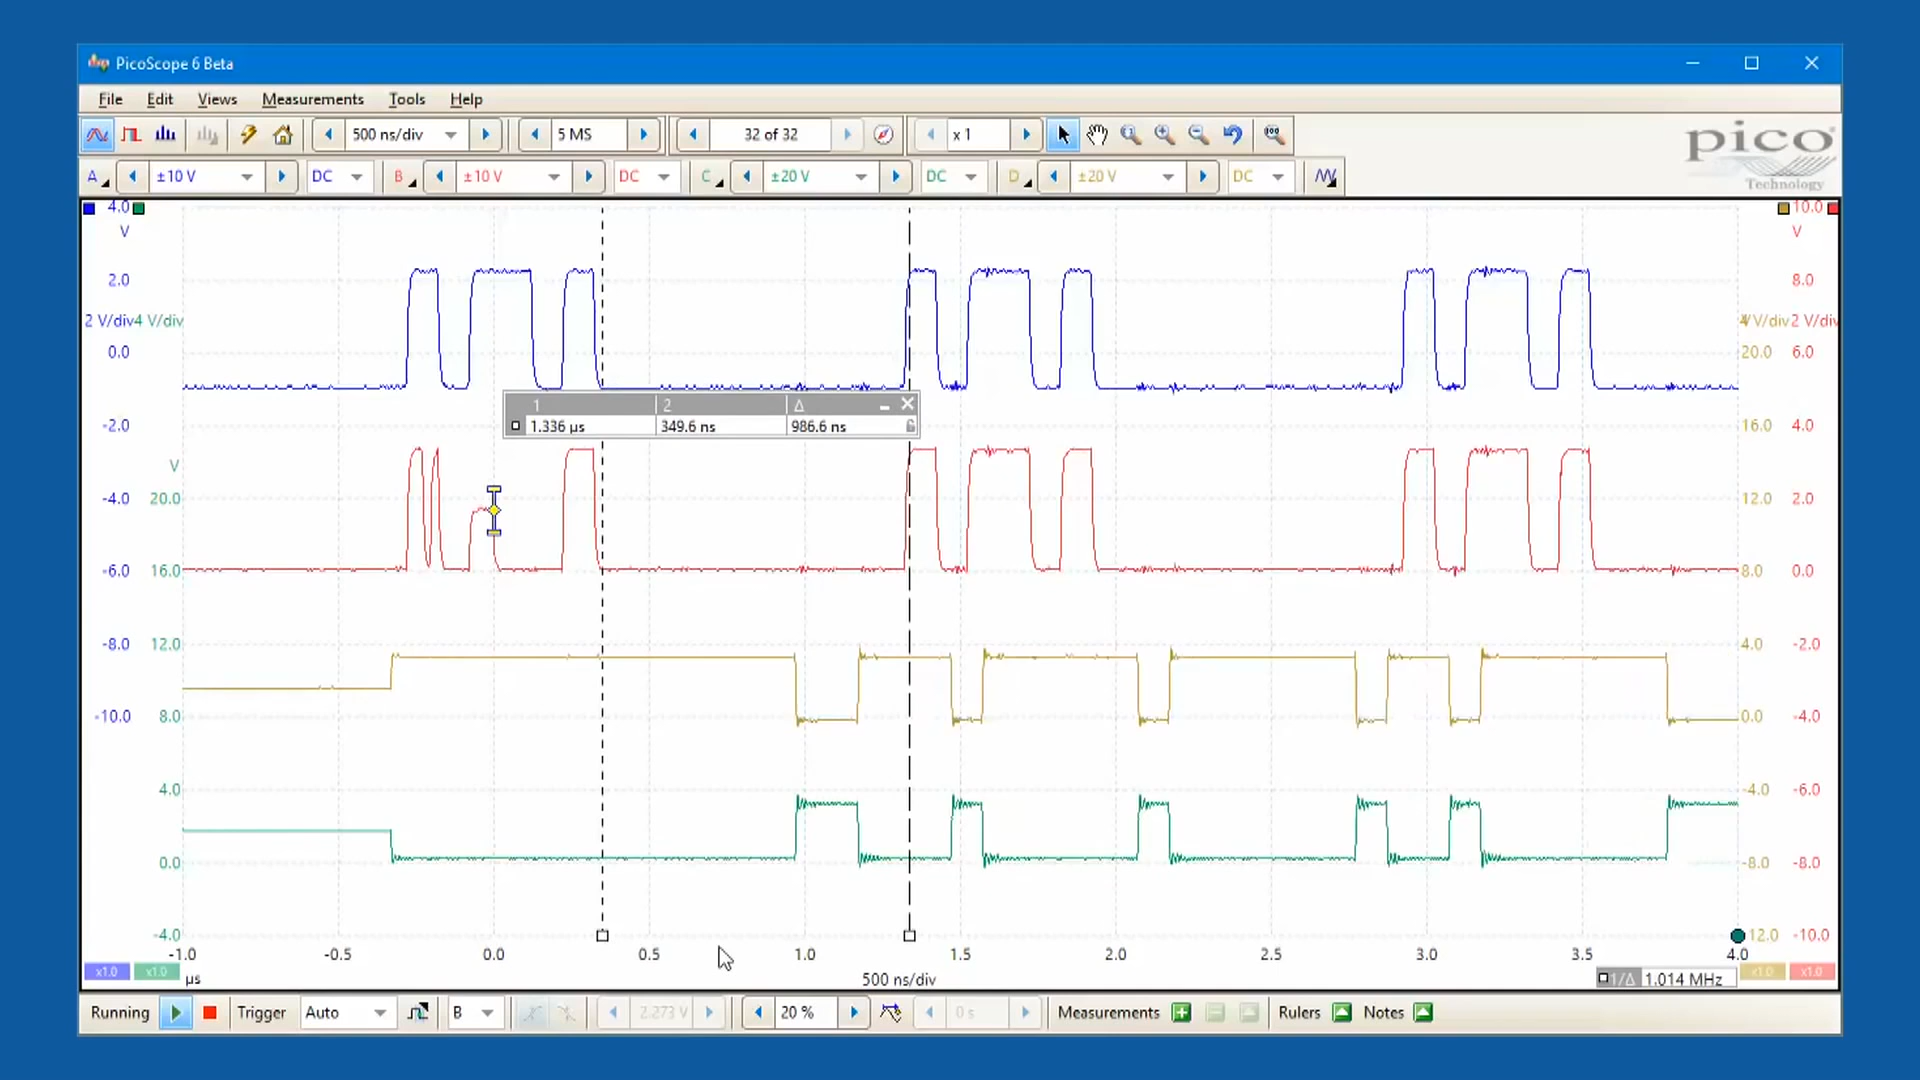 PicoScope 6 Beta
File Edit Views Measurements Tools Help
500 ns/div 5 MS 32 of 32 x 1
pico
Technology
A ±10 V DC B ±10 V DC C ±20 V DC D ±20 V DC
4.0 10.0
V V
2.0 8.0
2 V/div 4 V/div 4 V/div 2 V/div
0.0 20.0 6.0
1 2 Δ
1.336 µs 349.6 ns 986.6 ns
-2.0 16.0 4.0
V
-4.0 20.0 12.0 2.0
-6.0 16.0 8.0 0.0
-8.0 12.0 4.0 -2.0
-10.0 8.0 0.0 -4.0
4.0 -4.0 -6.0
0.0 -8.0 -8.0
-4.0 12.0 -10.0
-1.0 -0.5 0.0 0.5 1.0 1.5 2.0 2.5 3.0 3.5 4.0
x1.0 x1.0 µs 500 ns/div 1/Δ 1.014 MHz x1.0 x1.0
Running Trigger Auto B 2.273 V 20 % 0 s Measurements Rulers Notes